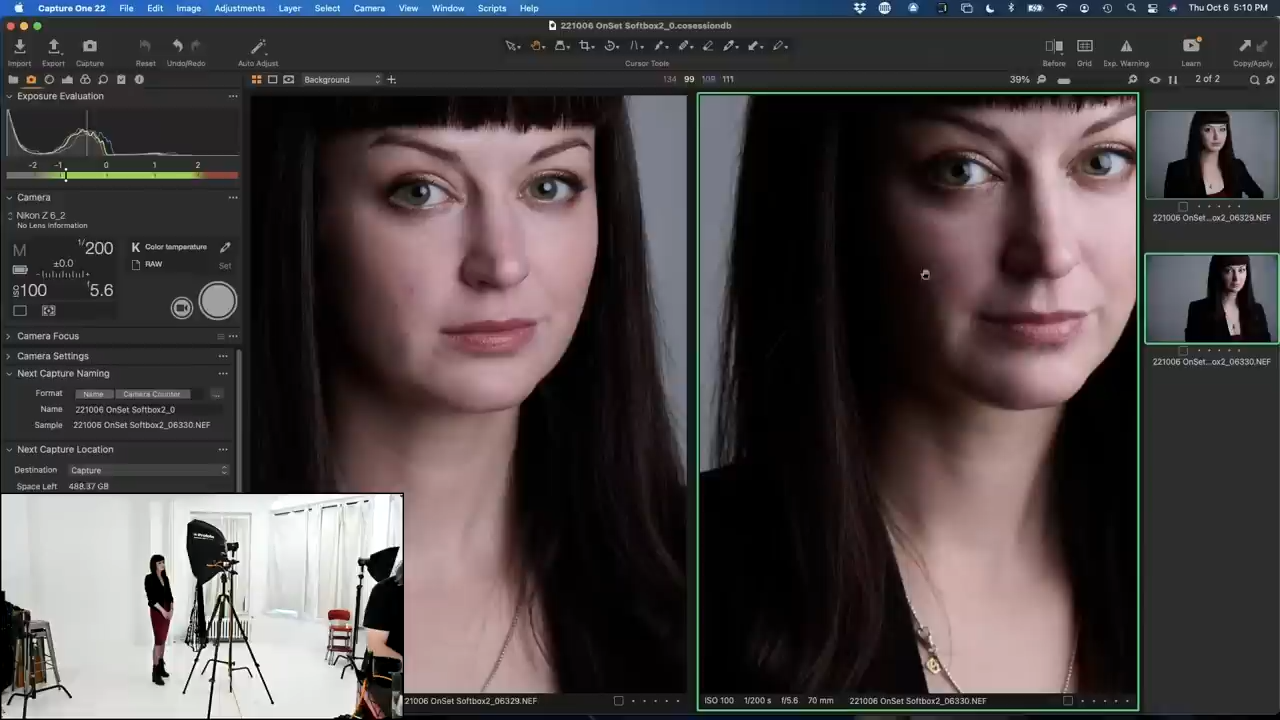 Capture One 22 File Edit Image Adjustments Layer Select Camera View Window Scripts Help Thu Oct 6 5:10 PM
221006 OnSet Softbox2_0.cosessiondb
Import Export Capture Reset Undo/Redo Auto Adjust Cursor Tools Before Grid Exp. Warning Learn Copy/Apply
Background 134 99 108 111 39% 2 of 2
Exposure Evaluation
-2 -1 0 1 2
Camera
Nikon Z 6_2
No Lens information
M 1/200 K Color temperature
±0.0 RAW Set
ISO100 f5.6
Camera Focus
Camera Settings
Next Capture Naming
Format Name Camera Counter ...
Name 221006 OnSet Softbox2_0
Sample 221006 OnSet Softbox2_06330.NEF
Next Capture Location
Destination Capture
Space Left 488.37 GB
221006 OnSet...ox2_06329.NEF
221006 OnSet...ox2_06330.NEF
221006 OnSet Softbox2_06329.NEF
ISO 100 1/200 s f/5.6 70 mm 221006 OnSet Softbox2_06330.NEF